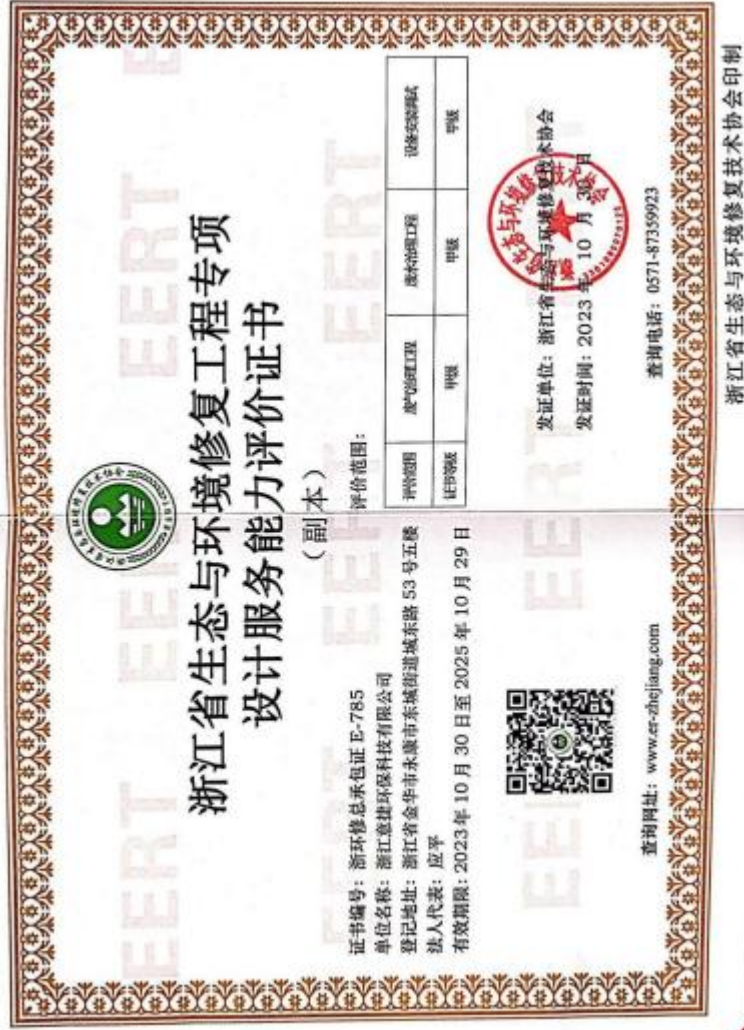 浙江省生态与环境修复工程专项
设计服务能力评价证书
（副本）
证书编号：浙环修总承包证 E-785
单位名称：浙江意捷环保科技有限公司
登记地址：浙江省金华市永康市东城街道城东路 53 号五楼
法人代表：应平
有效期限：2023 年 10 月 30 日至 2025 年 10 月 29 日
评价范围：
评价范围 废气治理工程 废水治理工程 设备安装调试
证书等级 甲级 甲级 甲级
发证单位：浙江省生态与环境修复技术协会
发证时间：2023 年 10 月 30 日
查询网址：www.er-zhejiang.com
查询电话：0571-87359923
浙江省生态与环境修复技术协会印制
EERT